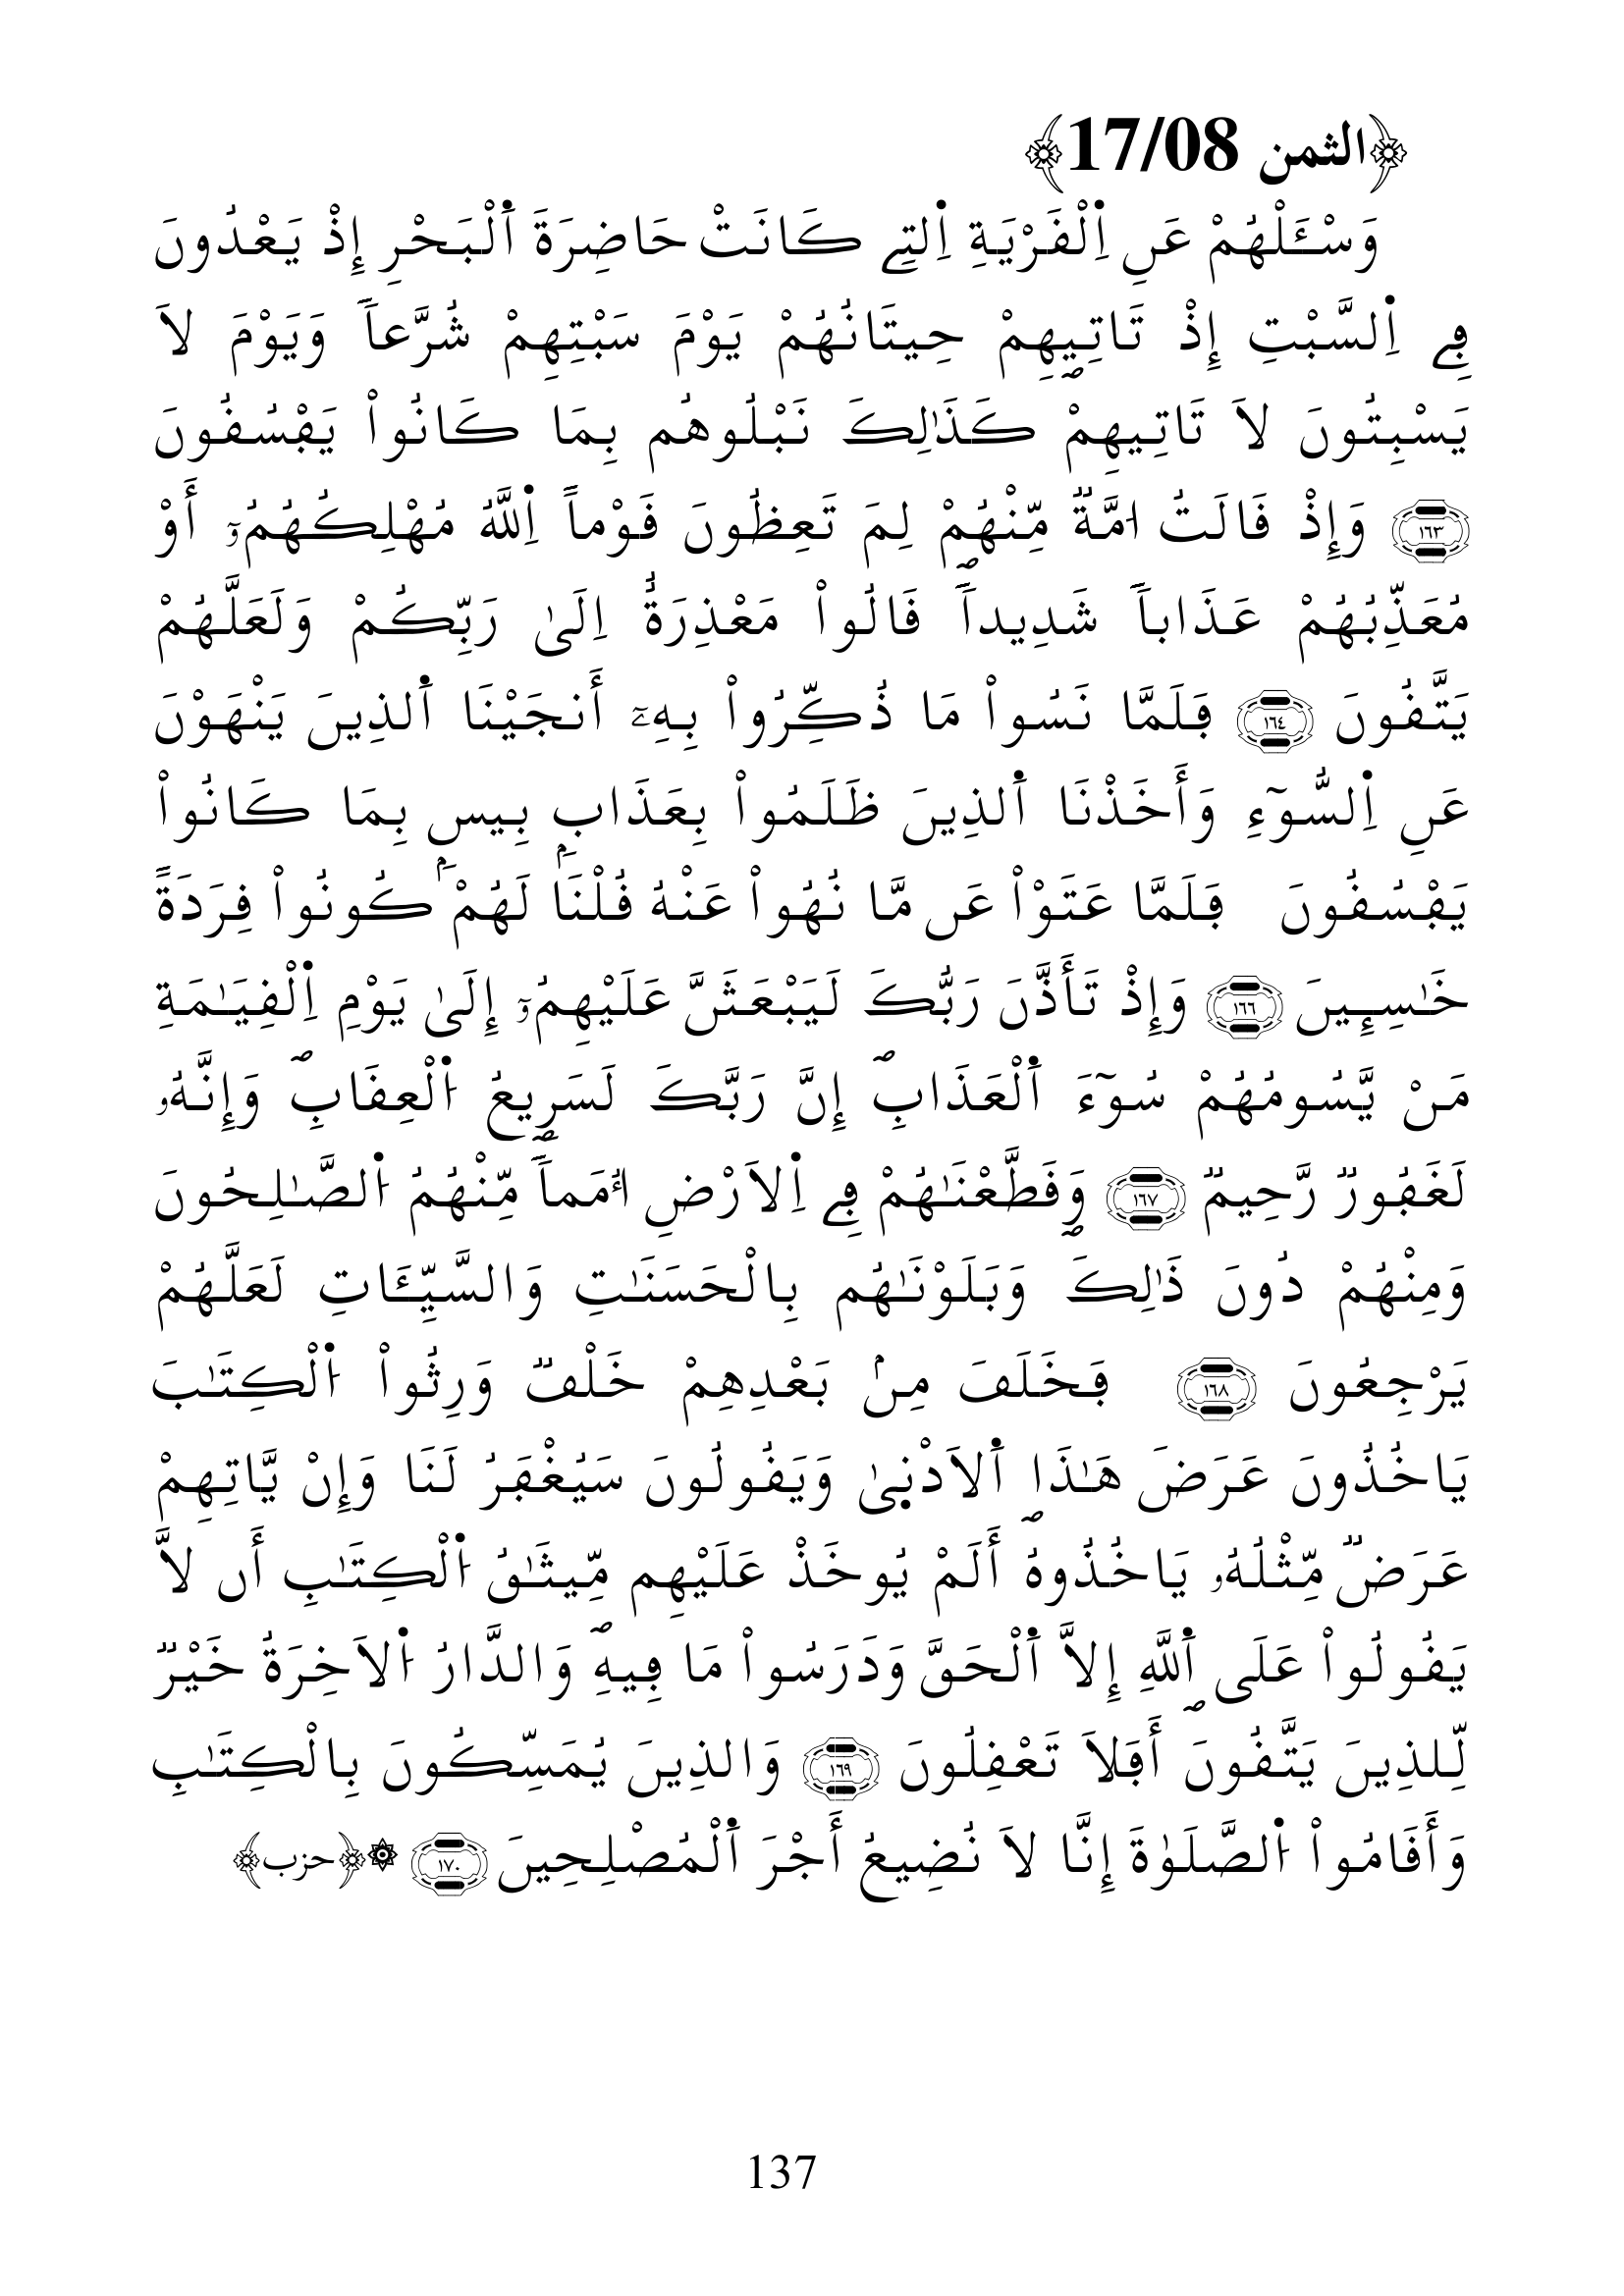 ﴿الثمن 17/08﴾
وَسْـَٔلْهُمْ عَنِ اِ۬لْقَرْيَةِ اِ۬لتِے كَانَتْ حَاضِرَةَ اَ۬لْبَحْرِ إِذْ يَعْدُونَ
فِے اِ۬لسَّبْتِ إِذْ تَاتِيهِمْ حِيتَانُهُمْ يَوْمَ سَبْتِهِمْ شُرَّعاٗ وَيَوْمَ لَا
يَسْبِتُونَ لَا تَاتِيهِمْۖ كَذَٰلِكَ نَبْلُوهُم بِمَا كَانُواْ يَفْسُقُونَ
١٦٣ وَإِذْ قَالَتُ ا۟مَّةٞ مِّنْهُمْ لِمَ تَعِظُونَ قَوْماً اِ۬للَّهُ مُهْلِكُهُمُۥٓ أَوْ
مُعَذِّبُهُمْ عَذَاباٗ شَدِيداٗۖ قَالُواْ مَعْذِرَةٌ اِلَىٰ رَبِّكُمْ وَلَعَلَّهُمْ
يَتَّقُونَ ١٦٤ فَلَمَّا نَسُواْ مَا ذُكِّرُواْ بِهِۦٓ أَنجَيْنَا اَ۬لذِينَ يَنْهَوْنَ
عَنِ اِ۬لسُّوٓءِ وَأَخَذْنَا اَ۬لذِينَ ظَلَمُواْ بِعَذَابِۢ بِيسِۢ بِمَا كَانُواْ
يَفْسُقُونَ فَلَمَّا عَتَوْاْ عَن مَّا نُهُواْ عَنْهُ قُلْنَا لَهُمْ كُونُواْ قِرَدَةً
خَٰسِـِٕينَ ١٦٦ وَإِذْ تَأَذَّنَ رَبُّكَ لَيَبْعَثَنَّ عَلَيْهِمُۥٓ إِلَىٰ يَوْمِ اِ۬لْقِيَٰمَةِ
مَنْ يَّسُومُهُمْ سُوٓءَ اَ۬لْعَذَابِۖ إِنَّ رَبَّكَ لَسَرِيعُ اُ۬لْعِقَابِۖ وَإِنَّهُۥ
لَغَفُورٞ رَّحِيمٞ ١٦٧ وَقَطَّعْنَٰهُمْ فِے اِ۬لَارْضِ أُمَماٗۖ مِّنْهُمُ اُ۬لصَّٰلِحُونَ
وَمِنْهُمْ دُونَ ذَٰلِكَۖ وَبَلَوْنَٰهُم بِالْحَسَنَٰتِ وَالسَّيِّـَٔاتِ لَعَلَّهُمْ
يَرْجِعُونَ ١٦٨ فَخَلَفَ مِنۢ بَعْدِهِمْ خَلْفٞ وَرِثُواْ اُ۬لْكِتَٰبَ
يَاخُذُونَ عَرَضَ هَٰذَا اَ۬لَادْنۭيٰ وَيَقُولُونَ سَيُغْفَرُ لَنَاۖ وَإِنْ يَّاتِهِمْ
عَرَضٞ مِّثْلُهُۥ يَاخُذُوهُۖ أَلَمْ يُوخَذْ عَلَيْهِم مِّيثَٰقُ اُ۬لْكِتَٰبِ أَن لَّا
يَقُولُواْ عَلَى اَ۬للَّهِ إِلَّا اَ۬لْحَقَّ وَدَرَسُواْ مَا فِيهِۖ وَالدَّارُ اُ۬لَاخِرَةُ خَيْرٞ
لِّلذِينَ يَتَّقُونَۖ أَفَلَا تَعْقِلُونَ ١٦٩ وَالذِينَ يُمَسِّكُونَ بِالْكِتَٰبِ
وَأَقَامُواْ اُ۬لصَّلَوٰةَ إِنَّا لَا نُضِيعُ أَجْرَ اَ۬لْمُصْلِحِينَ ١٧٠ ۞﴿حزب﴾
137